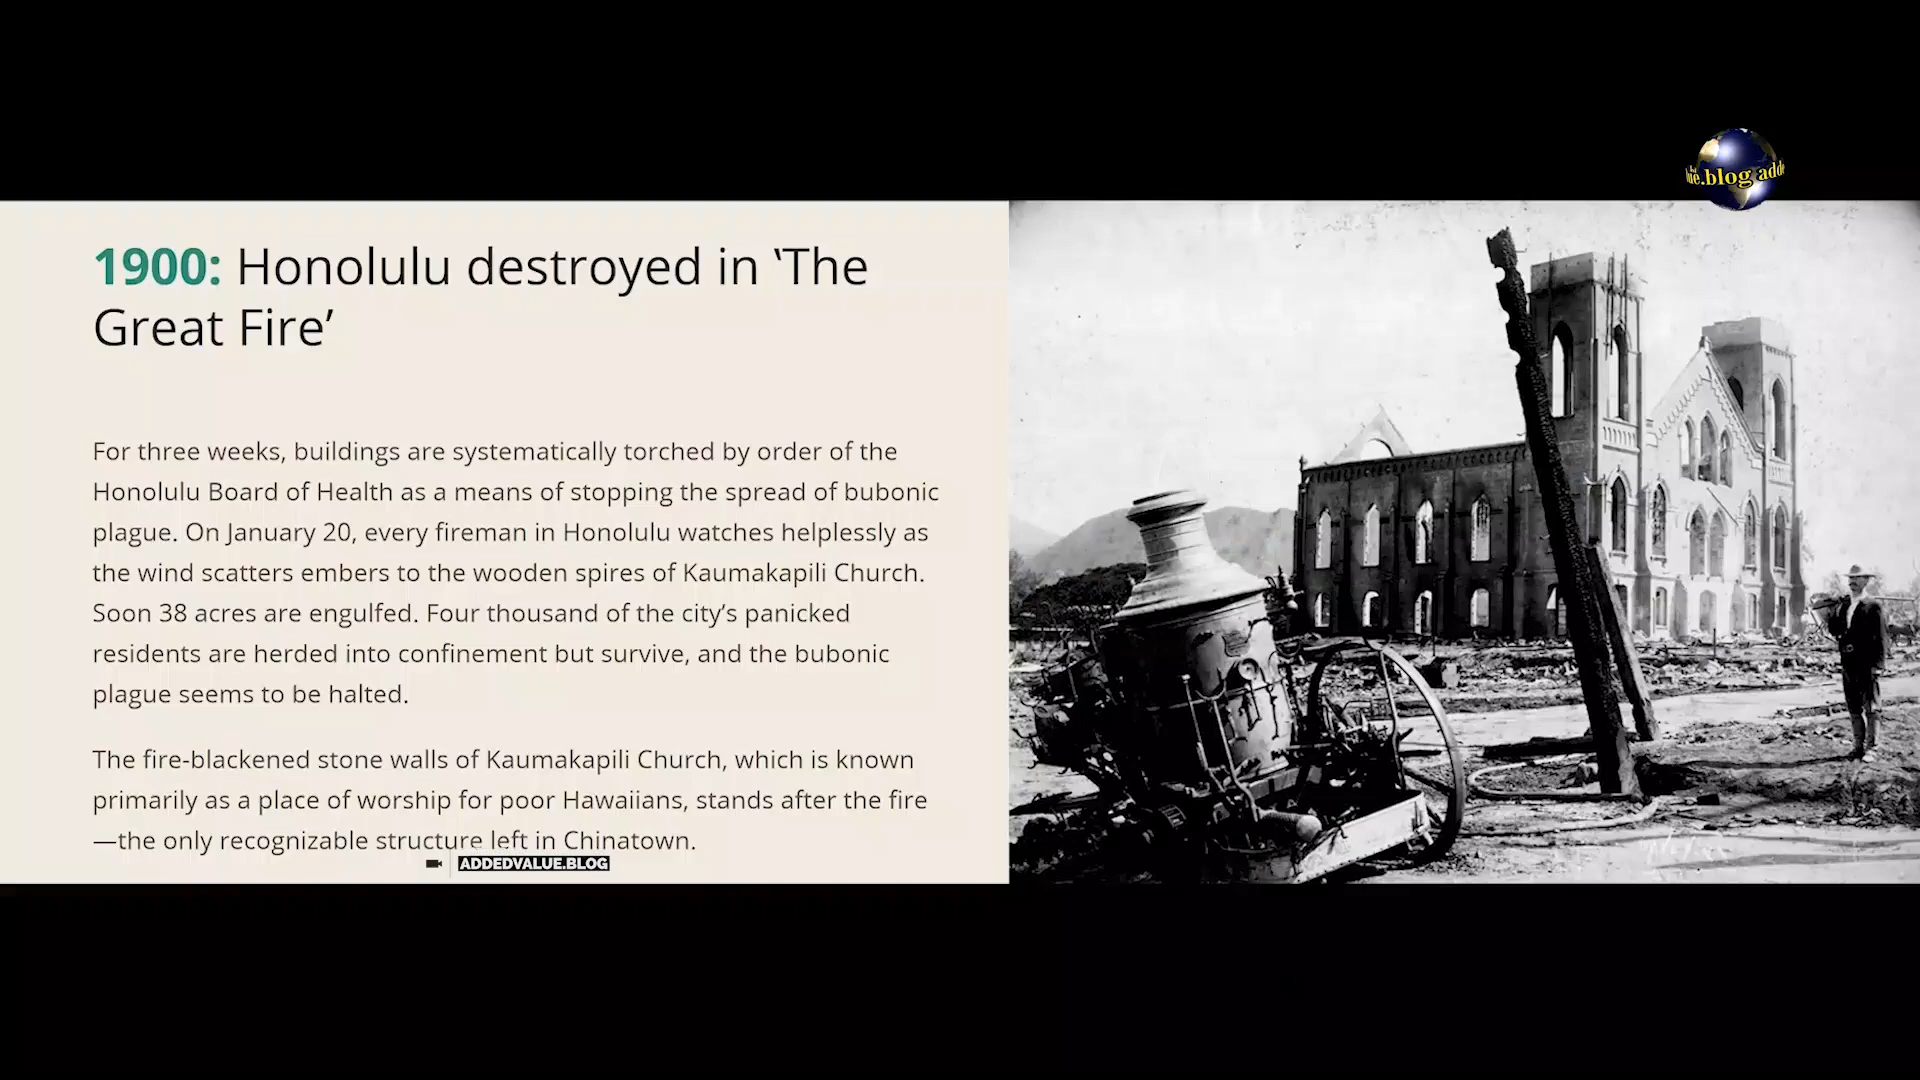 ue.blog adde
1900: Honolulu destroyed in ‘The
Great Fire’
For three weeks, buildings are systematically torched by order of the
Honolulu Board of Health as a means of stopping the spread of bubonic
plague. On January 20, every fireman in Honolulu watches helplessly as
the wind scatters embers to the wooden spires of Kaumakapili Church.
Soon 38 acres are engulfed. Four thousand of the city’s panicked
residents are herded into confinement but survive, and the bubonic
plague seems to be halted.
The fire-blackened stone walls of Kaumakapili Church, which is known
primarily as a place of worship for poor Hawaiians, stands after the fire
—the only recognizable structure left in Chinatown.
ADDEDVALUE.BLOG